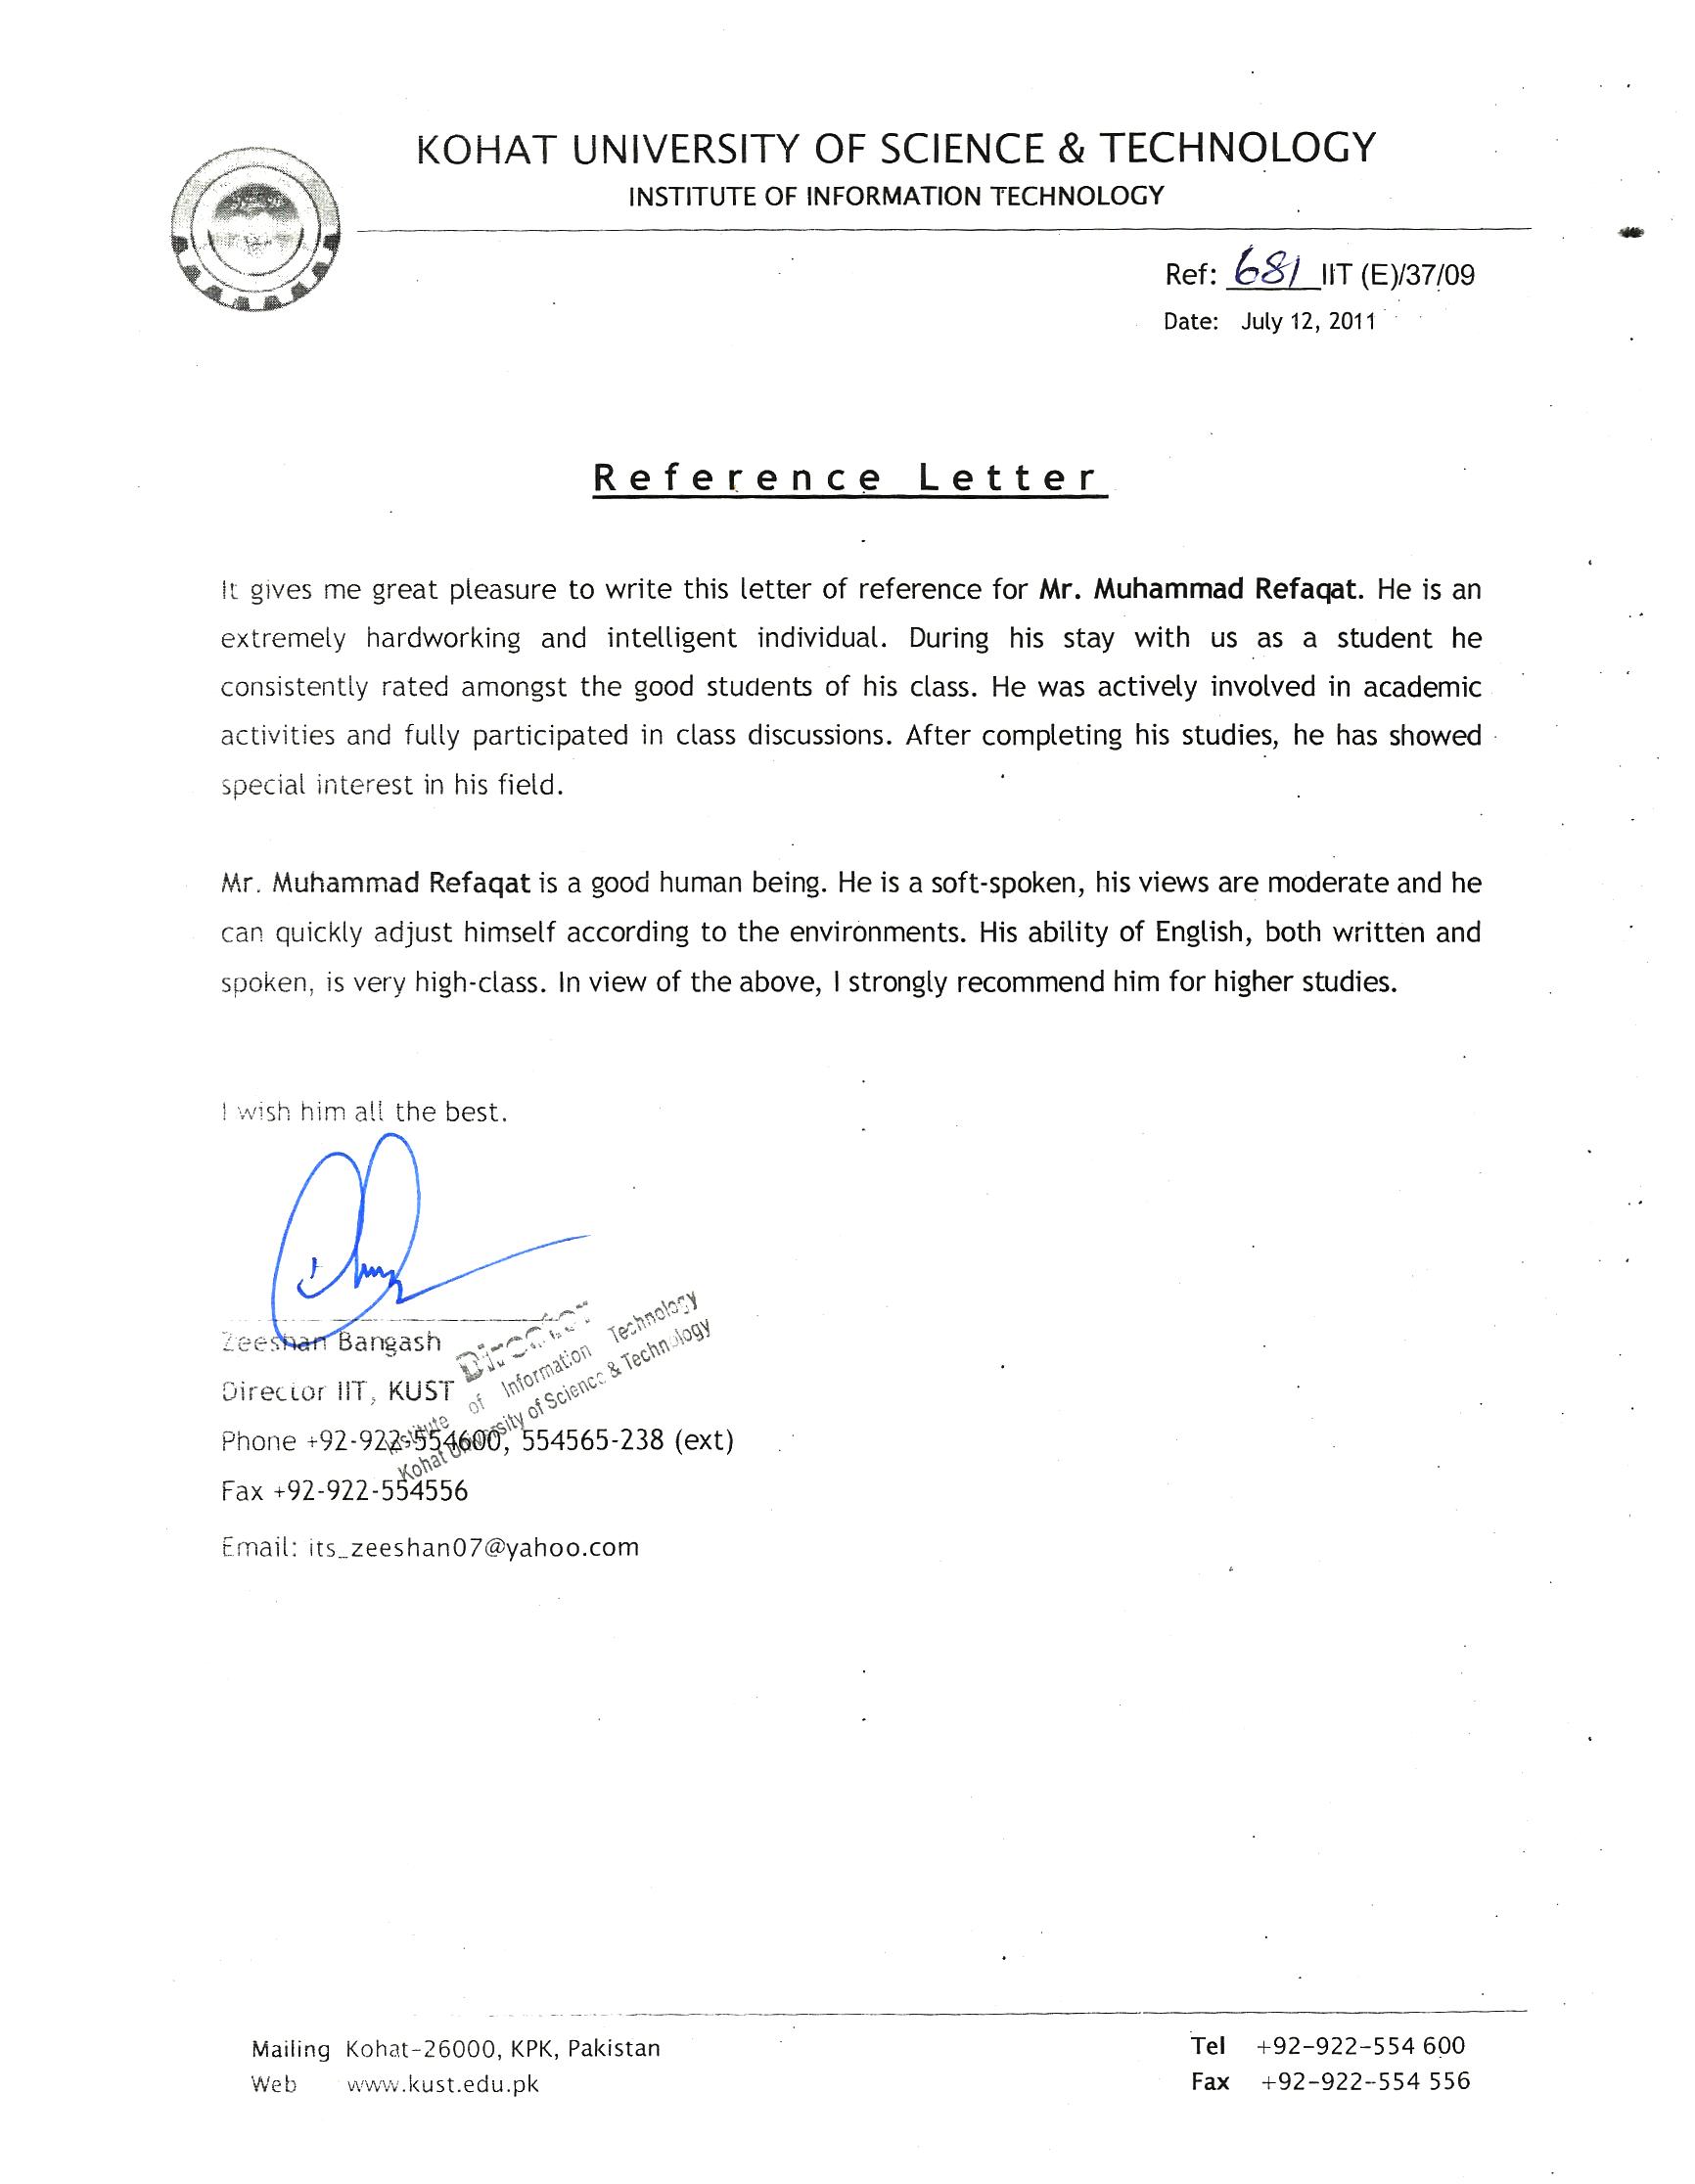 KOHAT UNIVERSITY OF SCIENCE & TECHNOLOGY
INSTITUTE OF INFORMATION TECHNOLOGY
Ref: 681 IIT (E)/37/09
Date: July 12, 2011
Reference Letter
It gives me great pleasure to write this letter of reference for Mr. Muhammad Refaqat. He is an
extremely hardworking and intelligent individual. During his stay with us as a student he
consistently rated amongst the good students of his class. He was actively involved in academic
activities and fully participated in class discussions. After completing his studies, he has showed
special interest in his field.
Mr. Muhammad Refaqat is a good human being. He is a soft-spoken, his views are moderate and he
can quickly adjust himself according to the environments. His ability of English, both written and
spoken, is very high-class. In view of the above, I strongly recommend him for higher studies.
I wish him all the best.
Zeeshan Bangash
Director IIT, KUST
Phone +92-922-554600, 554565-238 (ext)
Fax +92-922-554556
Email: its_zeeshan07@yahoo.com
Director
Institute of Information Technology
Kohat University of Science & Technology
Mailing Kohat-26000, KPK, Pakistan
Web www.kust.edu.pk
Tel +92-922-554 600
Fax +92-922-554 556